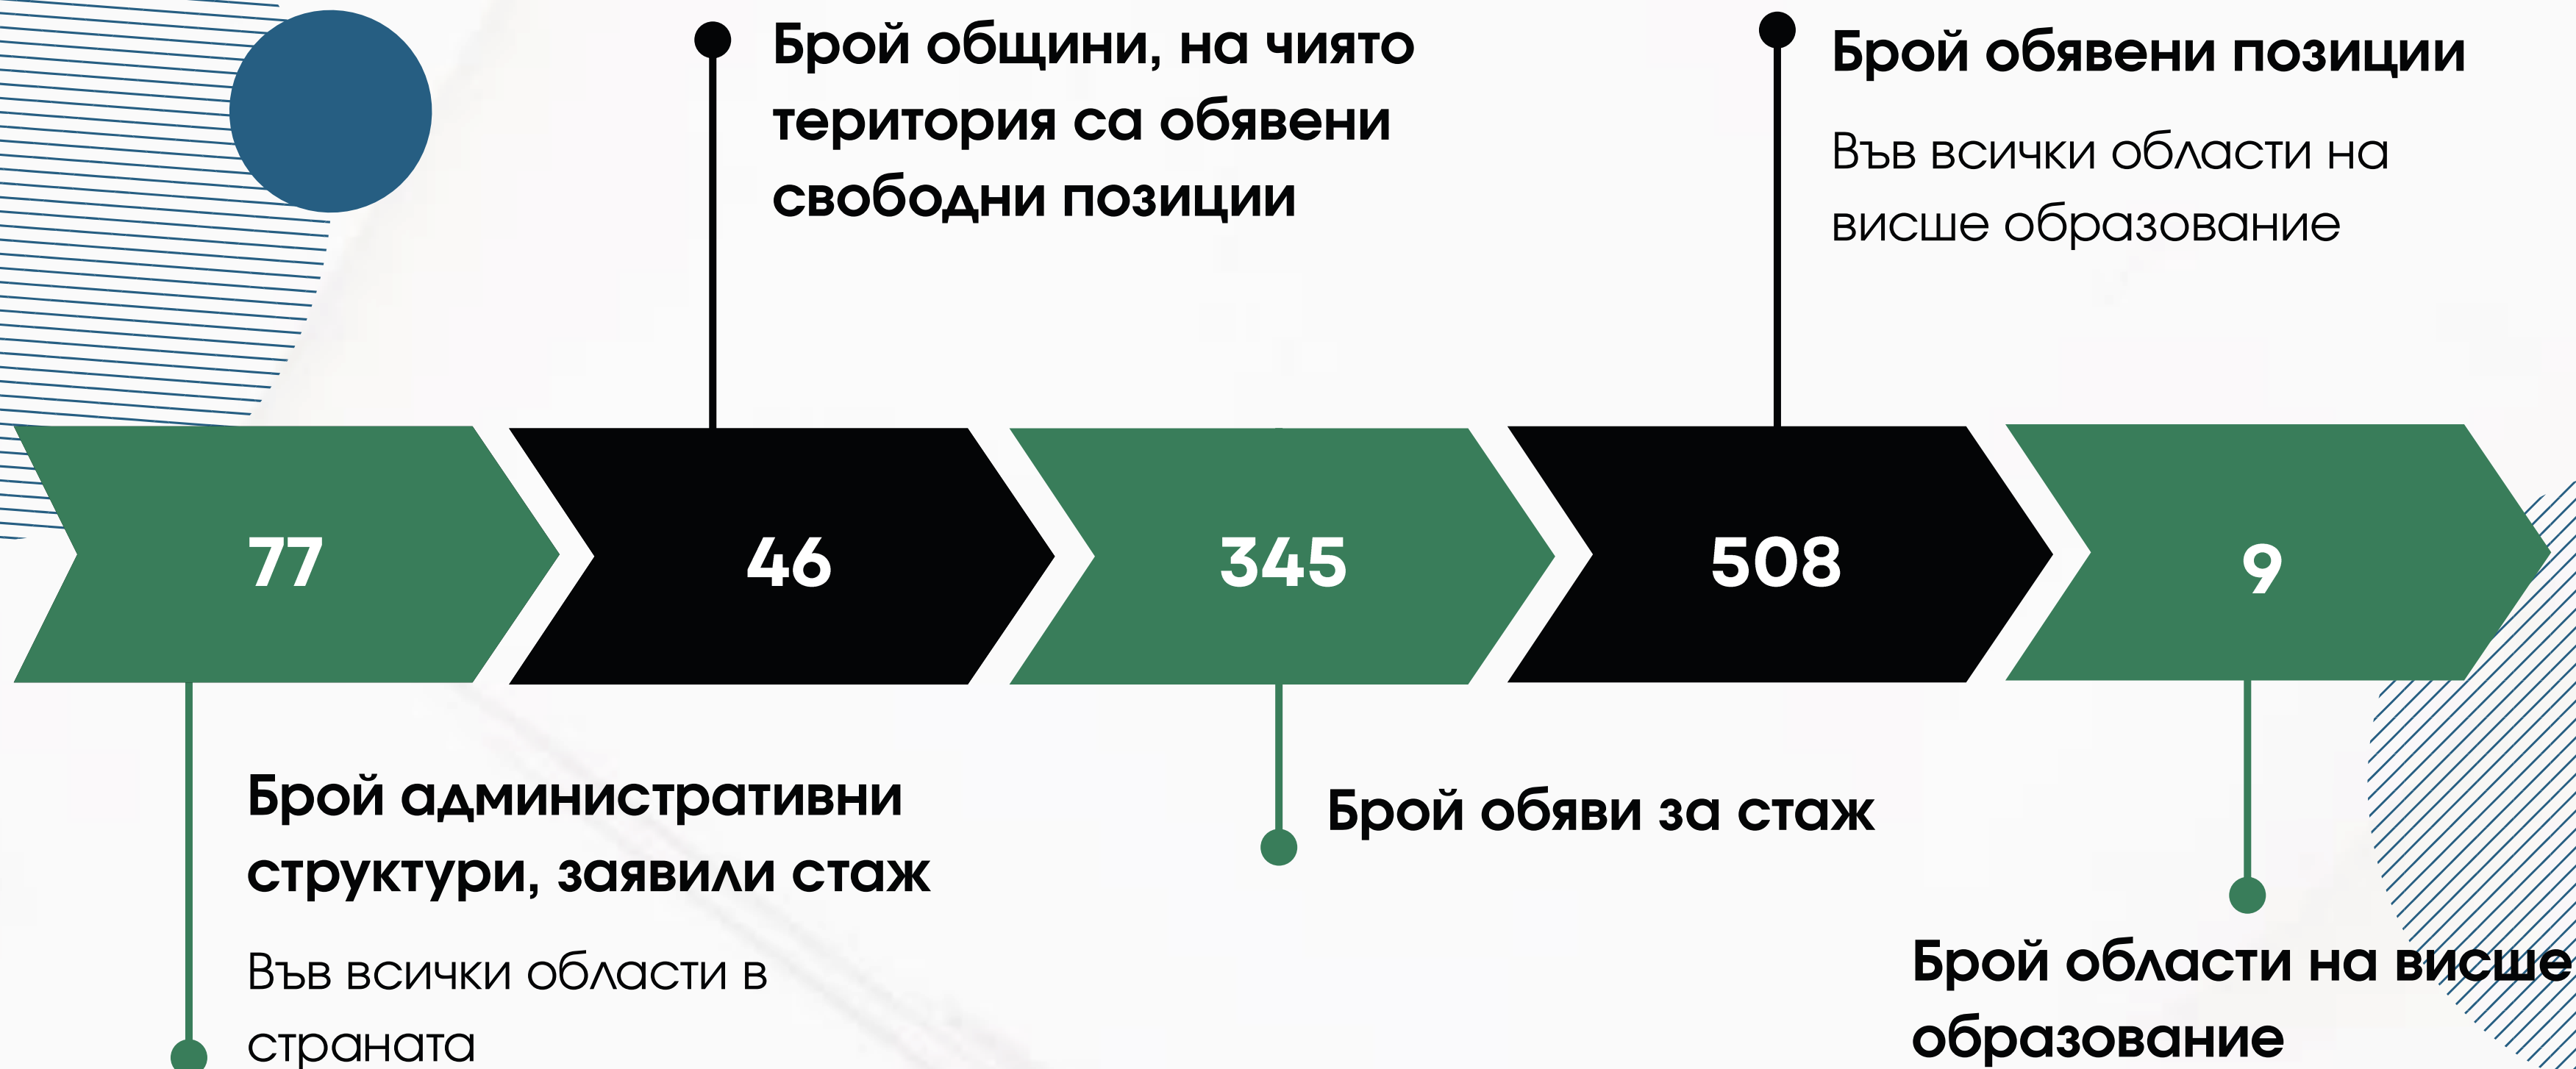 Брой общини, на чиято
територия са обявени
свободни позиции
Брой обявени позиции
Във всички области на
висше образование
77
46
345
508
9
Брой административни
структури, заявили стаж
Във всички области в
страната
Брой обяви за стаж
Брой области на висше
образование